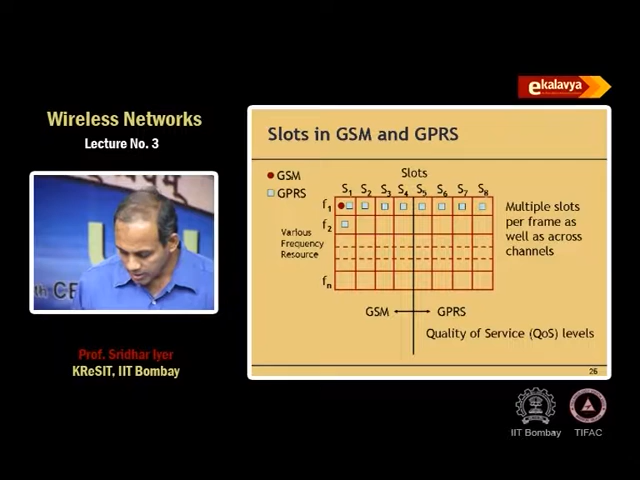 ekalavya
Wireless Networks
Lecture No. 3
Slots in GSM and GPRS
GSM
GPRS
Slots
S1 S2 S3 S4 S5 S6 S7 S8
f1
f2
Various
Frequency
Resource
fn
Multiple slots
per frame as
well as across
channels
GSM
GPRS
Quality of Service (QoS) levels
26
Prof. Sridhar Iyer
KReSIT, IIT Bombay
IIT Bombay
TIFAC